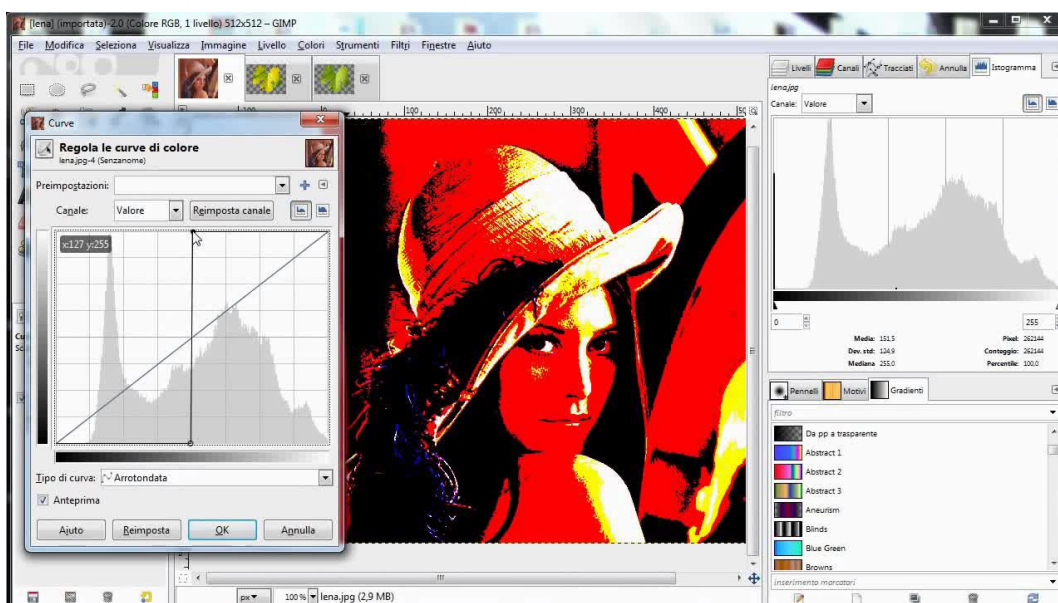 [lena] (importata)-2.0 (Colore RGB, 1 livello) 512x512 – GIMP
File Modifica Seleziona Visualizza Immagine Livello Colori Strumenti Filtri Finestre Aiuto
Curve
Regola le curve di colore
lena.jpg-4 (Senzanome)
Preimpostazioni:
Canale: Valore Reimposta canale
x:127 y:255
Tipo di curva: Arrotondata
Anteprima
Aiuto Reimposta OK Annulla
100 200 300 400
px 100 % lena.jpg (2,9 MB)
Livelli Canali Tracciati Annulla Istogramma
lena.jpg
Canale: Valore
0 255
Media: 151,5 Pixel: 262144
Dev. std: 124,9 Conteggio: 262144
Mediana 255,0 Percentile: 100,0
Pennelli Motivi Gradienti
filtro
Da pp a trasparente
Abstract 1
Abstract 2
Abstract 3
Aneurism
Blinds
Blue Green
Browns
inserimento marcatori